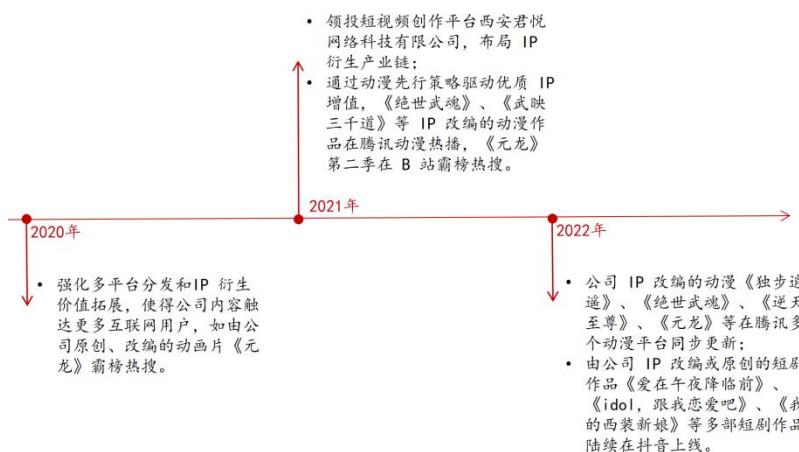 • 领投短视频创作平台西安君悦
网络科技有限公司，布局 IP
衍生产业链；
• 通过动漫先行策略驱动优质 IP
增值，《绝世武魂》、《武映
三千道》等 IP 改编的动漫作
品在腾讯动漫热播，《元龙》
第二季在 B 站霸榜热搜。
2020年
2021年
2022年
• 强化多平台分发和IP 衍生
价值拓展，使得公司内容触
达更多互联网用户，如由公
司原创、改编的动画片《元
龙》霸榜热搜。
• 公司 IP 改编的动漫《独步逍
遥》、《绝世武魂》、《逆天
至尊》、《元龙》等在腾讯多
个动漫平台同步更新；
• 由公司 IP 改编或原创的短剧
作品《爱在午夜降临前》、
《idol，跟我恋爱吧》、《我
的西装新娘》等多部短剧作品
陆续在抖音上线。